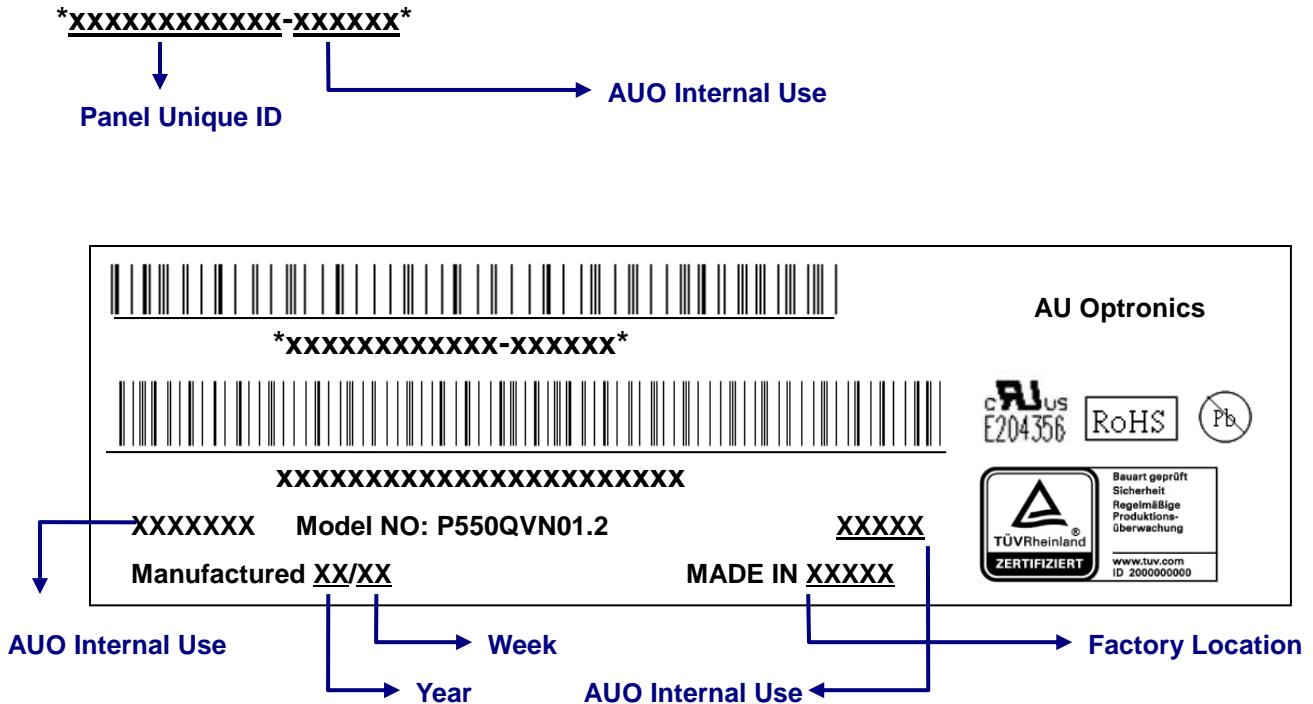 *xxxxxxxxxxxx-xxxxxx*
AUO Internal Use
Panel Unique ID
AU Optronics
*xxxxxxxxxxxx-xxxxxx*
c RU US
E204356
RoHS
Pb
xxxxxxxxxxxxxxxxxxxxxxx
Bauart geprüft
Sicherheit
Regelmäßige
Produktions-
überwachung
TÜVRheinland®
ZERTIFIZIERT
www.tuv.com
ID 2000000000
XXXXXXX Model NO: P550QVN01.2 XXXXX
Manufactured XX/XX MADE IN XXXXX
AUO Internal Use
Week
Factory Location
Year
AUO Internal Use